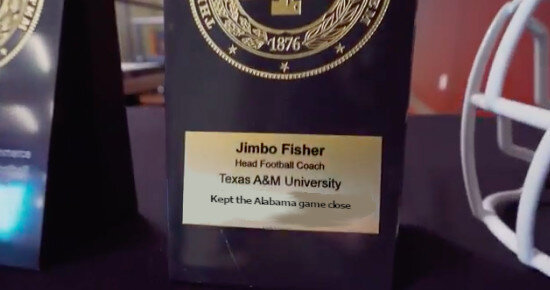 1876
Jimbo Fisher
Head Football Coach
Texas A&M University
Kept the Alabama game close